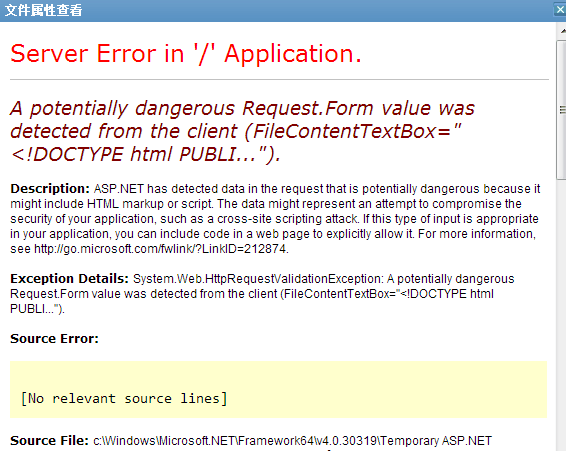 文件属性查看
Server Error in '/' Application.
A potentially dangerous Request.Form value was
detected from the client (FileContentTextBox="
<!DOCTYPE html PUBLI...").
Description: ASP.NET has detected data in the request that is potentially dangerous because it
might include HTML markup or script. The data might represent an attempt to compromise the
security of your application, such as a cross-site scripting attack. If this type of input is appropriate
in your application, you can include code in a web page to explicitly allow it. For more information,
see http://go.microsoft.com/fwlink/?LinkID=212874.
Exception Details: System.Web.HttpRequestValidationException: A potentially dangerous
Request.Form value was detected from the client (FileContentTextBox="<!DOCTYPE html
PUBLI...").
Source Error:
[No relevant source lines]
Source File: c:\Windows\Microsoft.NET\Framework64\v4.0.30319\Temporary ASP.NET